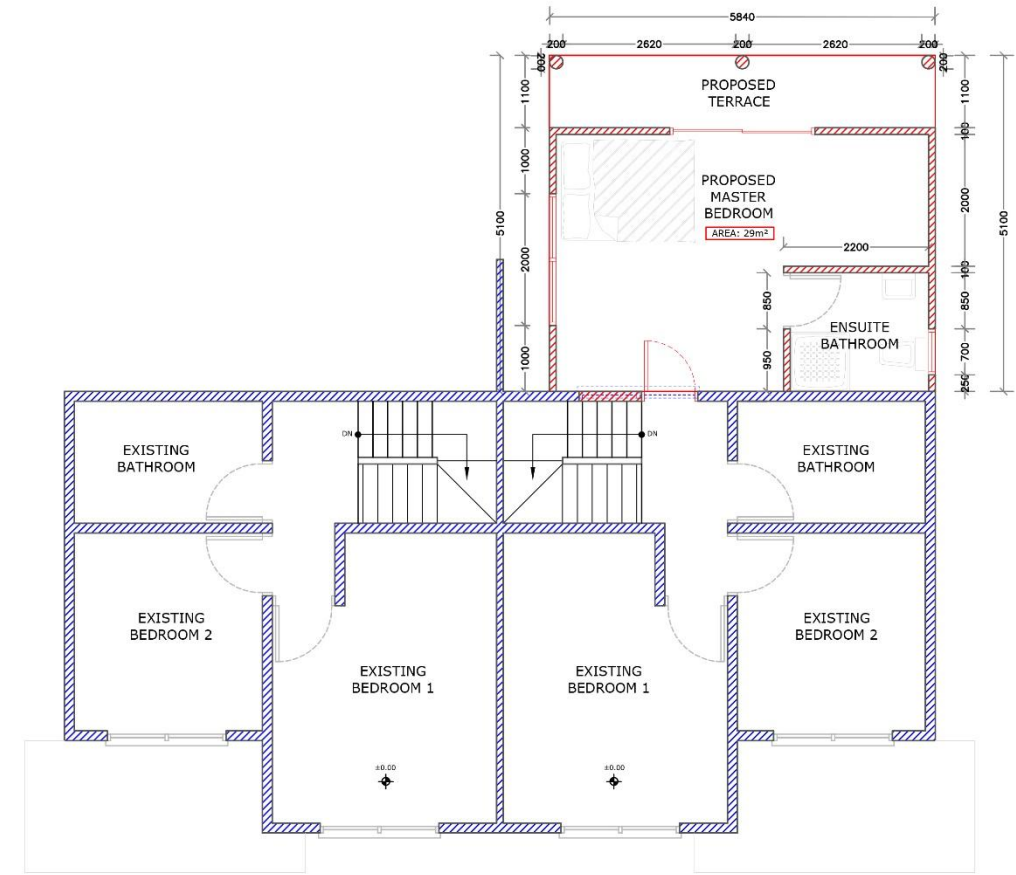 5840
200 2620 200 2620 200
200
200
1100
1100
PROPOSED
TERRACE
100
1000
PROPOSED
MASTER
BEDROOM
AREA: 29m²
2000
5100
5100
2200
2000
100
850
850
ENSUITE
BATHROOM
1000
950
700
250
EXISTING
BATHROOM
DN
DN
EXISTING
BATHROOM
EXISTING
BEDROOM 2
EXISTING
BEDROOM 2
EXISTING
BEDROOM 1
EXISTING
BEDROOM 1
±0.00
±0.00